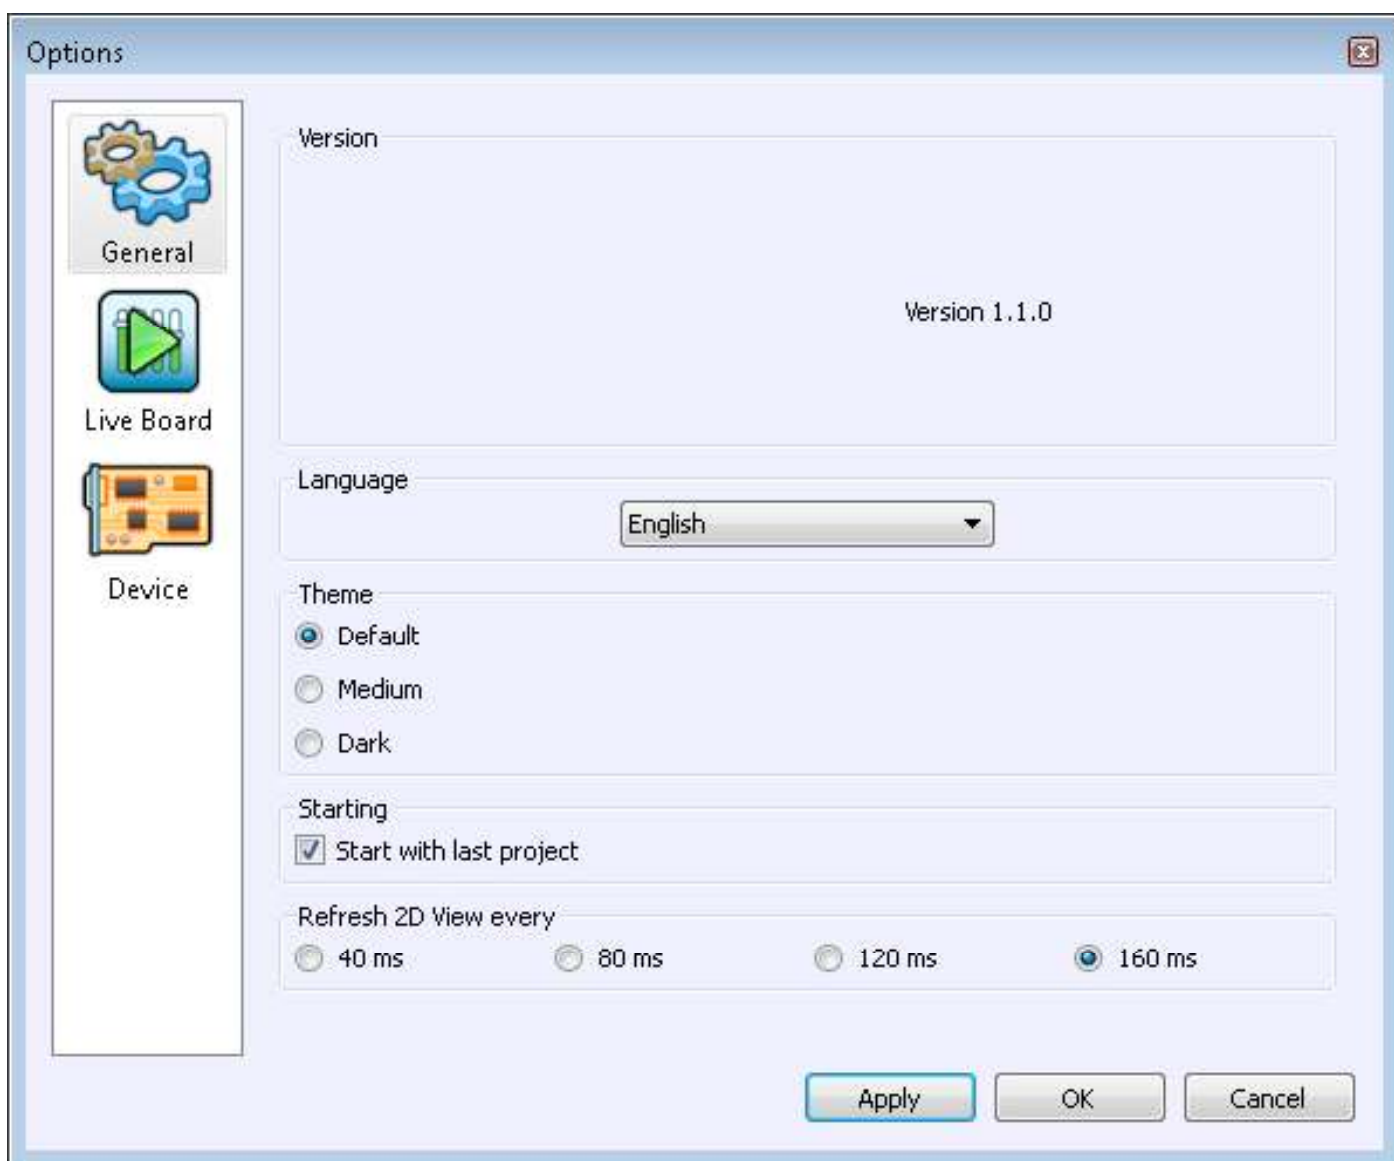 Options
General
Live Board
Device
Version
Version 1.1.0
Language
English
Theme
Default
Medium
Dark
Starting
Start with last project
Refresh 2D View every
40 ms 80 ms 120 ms 160 ms
Apply OK Cancel